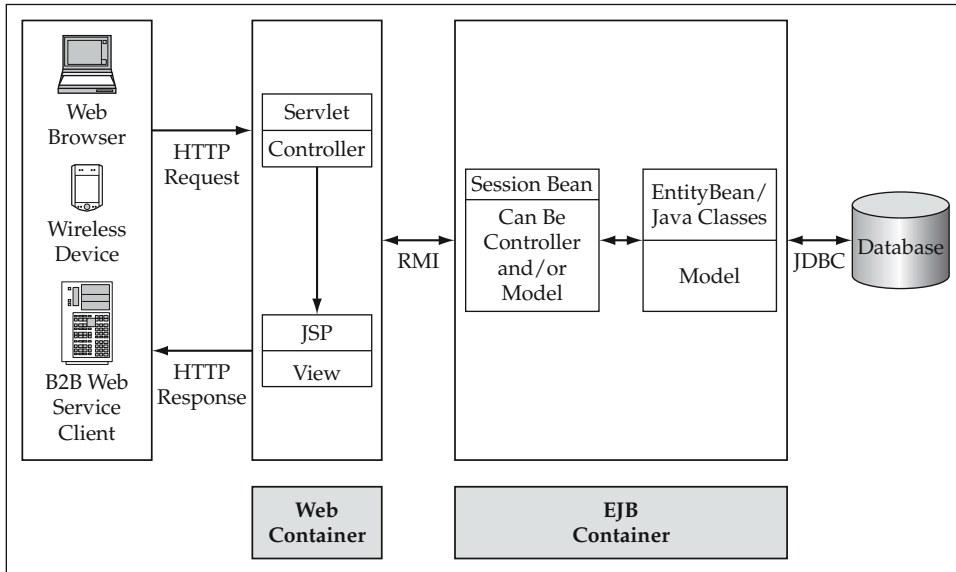 Web
Browser
Wireless
Device
B2B Web
Service
Client
HTTP
Request
HTTP
Response
Servlet
Controller
JSP
View
RMI
Session Bean
Can Be
Controller
and/or
Model
EntityBean/
Java Classes
Model
JDBC
Database
Web
Container
EJB
Container